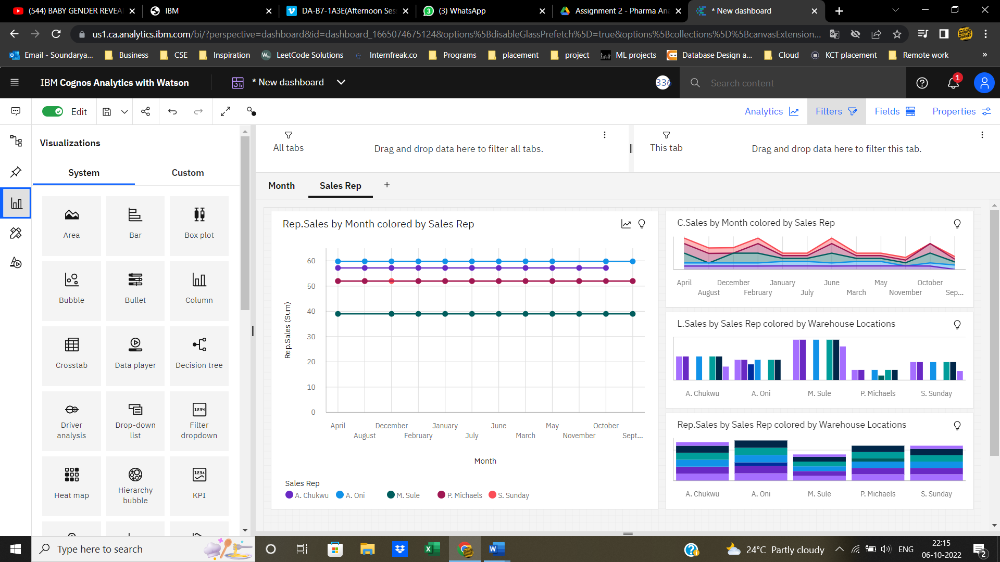 (544) BABY GENDER REVEA
IBM
DA-B7-1A3E(Afternoon Ses
(3) WhatsApp
Assignment 2 - Pharma Ana
* New dashboard
us1.ca.analytics.ibm.com/bi/?perspective=dashboard&id=dashboard_1665074675124&options%5BdisableGlassPrefetch%5D=true&options%5Bcollections%5D%5BcanvasExtension...
Email - Soundarya...
Business
CSE
Inspiration
LeetCode Solutions
Internfreak.co
Programs
placement
project
ML projects
Database Design a...
Cloud
KCT placement
Remote work
»
IBM Cognos Analytics with Watson
* New dashboard
336
Search content
1
Edit
Analytics
Filters
Fields
Properties
Visualizations
System
Custom
Area
Bar
Box plot
Bubble
Bullet
Column
Crosstab
Data player
Decision tree
Driver
analysis
Drop-down
list
1234
Filter
dropdown
Heat map
Hierarchy
bubble
123
KPI
All tabs
Drag and drop data here to filter all tabs.
This tab
Drag and drop data here to filter this tab.
Month
Sales Rep
+
Rep.Sales by Month colored by Sales Rep
Rep.Sales (Sum)
60
50
40
30
20
10
0
April
August
December
February
January
July
June
March
May
November
October
Sept...
Month
Sales Rep
A. Chukwu
A. Oni
M. Sule
P. Michaels
S. Sunday
C.Sales by Month colored by Sales Rep
April
August
December
February
January
July
June
March
May
November
October
Sep...
L.Sales by Sales Rep colored by Warehouse Locations
A. Chukwu
A. Oni
M. Sule
P. Michaels
S. Sunday
Rep.Sales by Sales Rep colored by Warehouse Locations
A. Chukwu
A. Oni
M. Sule
P. Michaels
S. Sunday
Type here to search
24°C Partly cloudy
ENG
22:15
06-10-2022
2